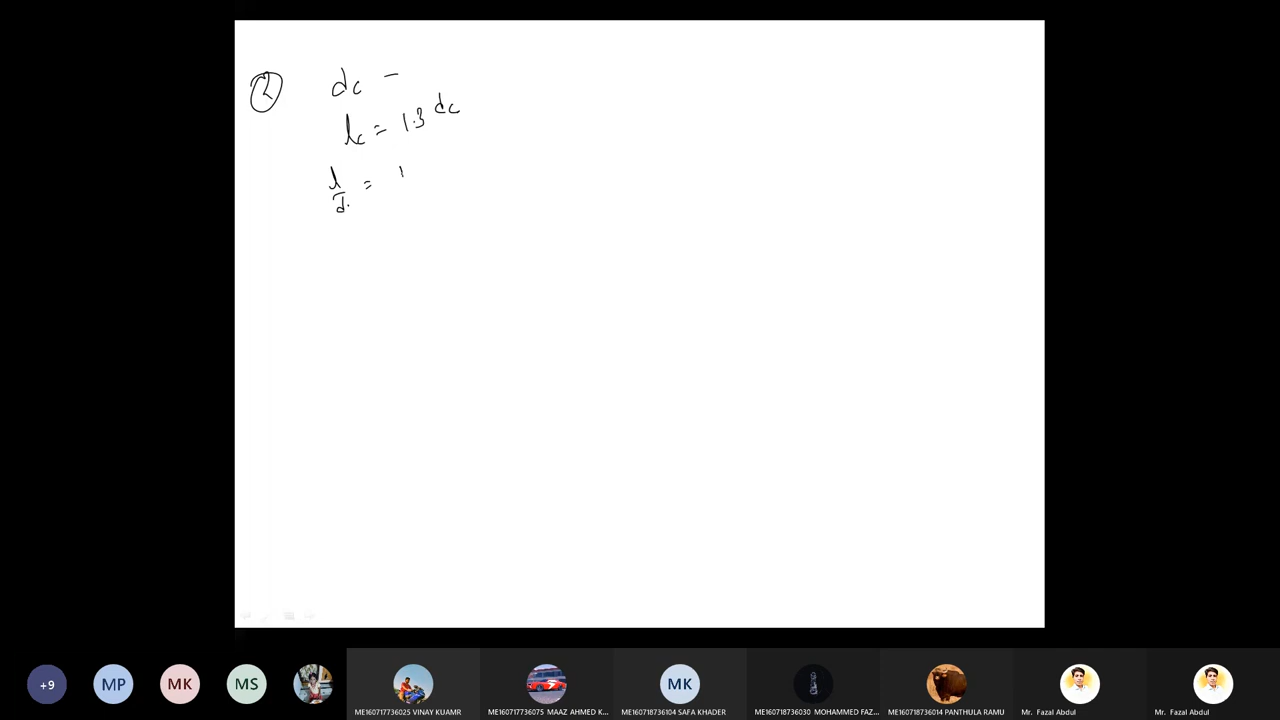 2
dc -
lc = 1.3 dc
l/d =
+9
MP
MK
MS
MK
ME160717736025 VINAY KUAMR
ME160717736075 MAAZ AHMED K...
ME160718736104 SAFA KHADER
ME160718736030 MOHAMMED FAZ...
ME160718736014 PANTHULA RAMU
Mr. Fazal Abdul
Mr. Fazal Abdul